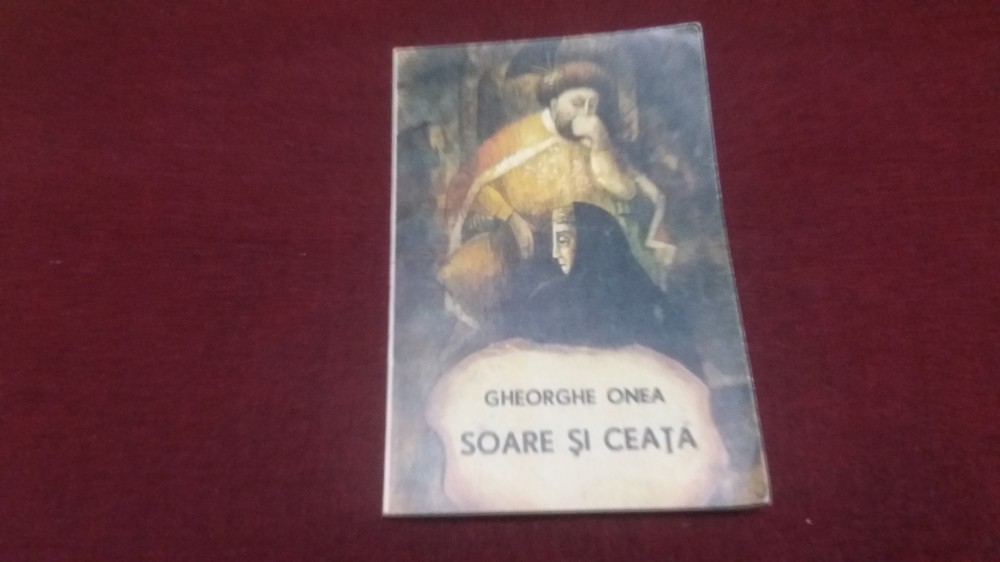 GHEORGHE ONEA
SOARE ŞI CEAŢĂ